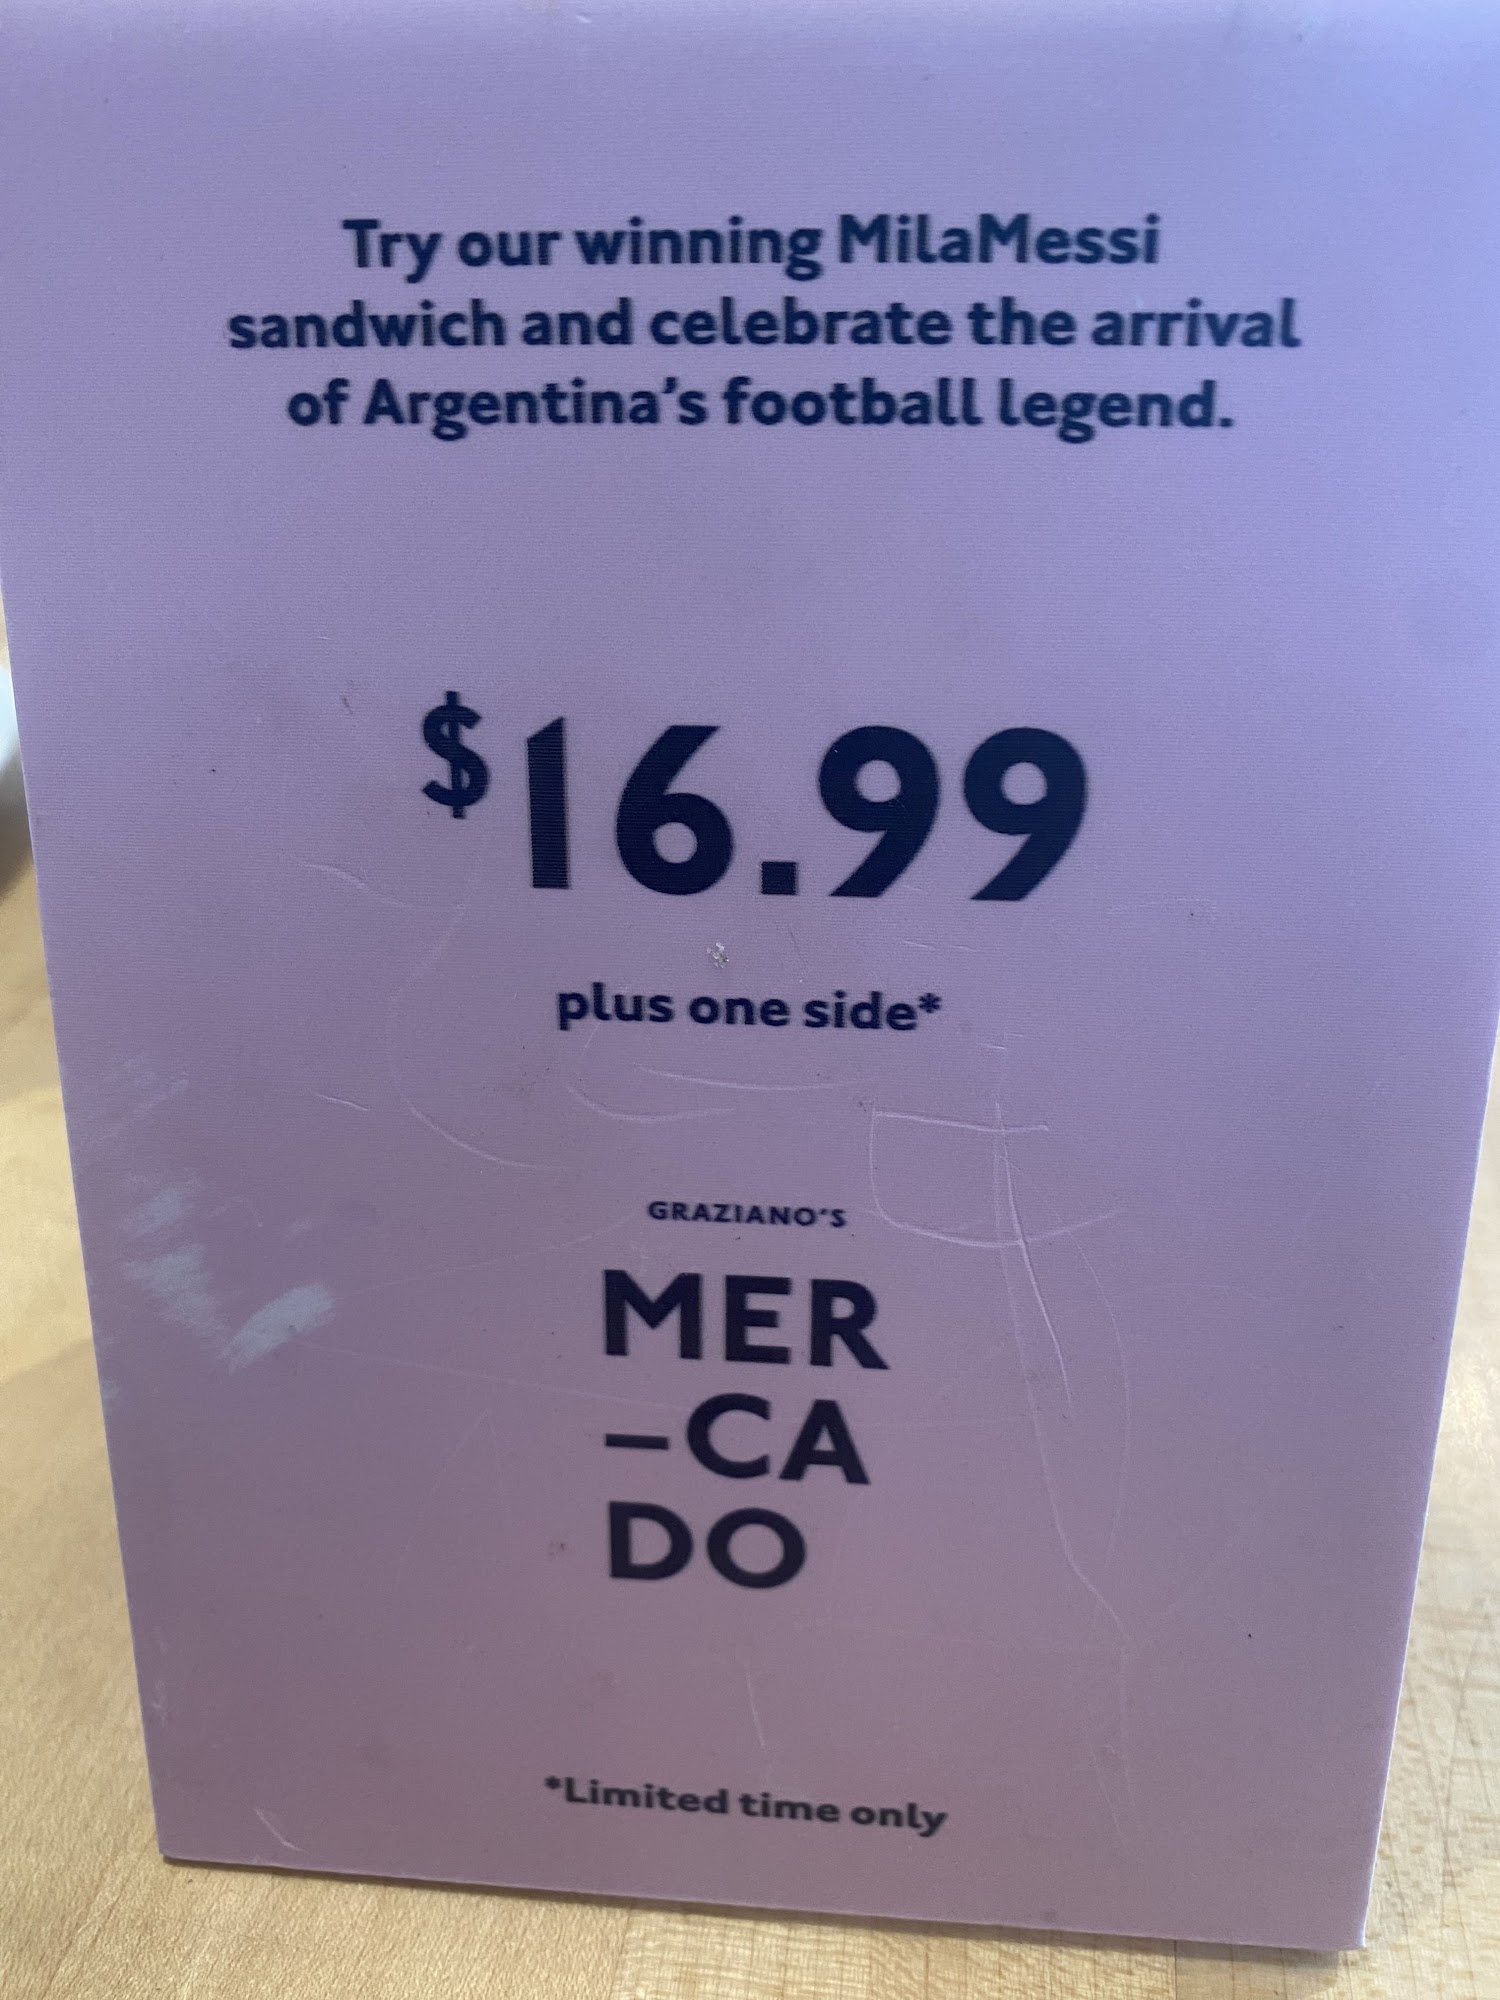 Try our winning MilaMessi
sandwich and celebrate the arrival
of Argentina's football legend.
$16.99
plus one side*
GRAZIANO'S
MER
–CA
DO
*Limited time only